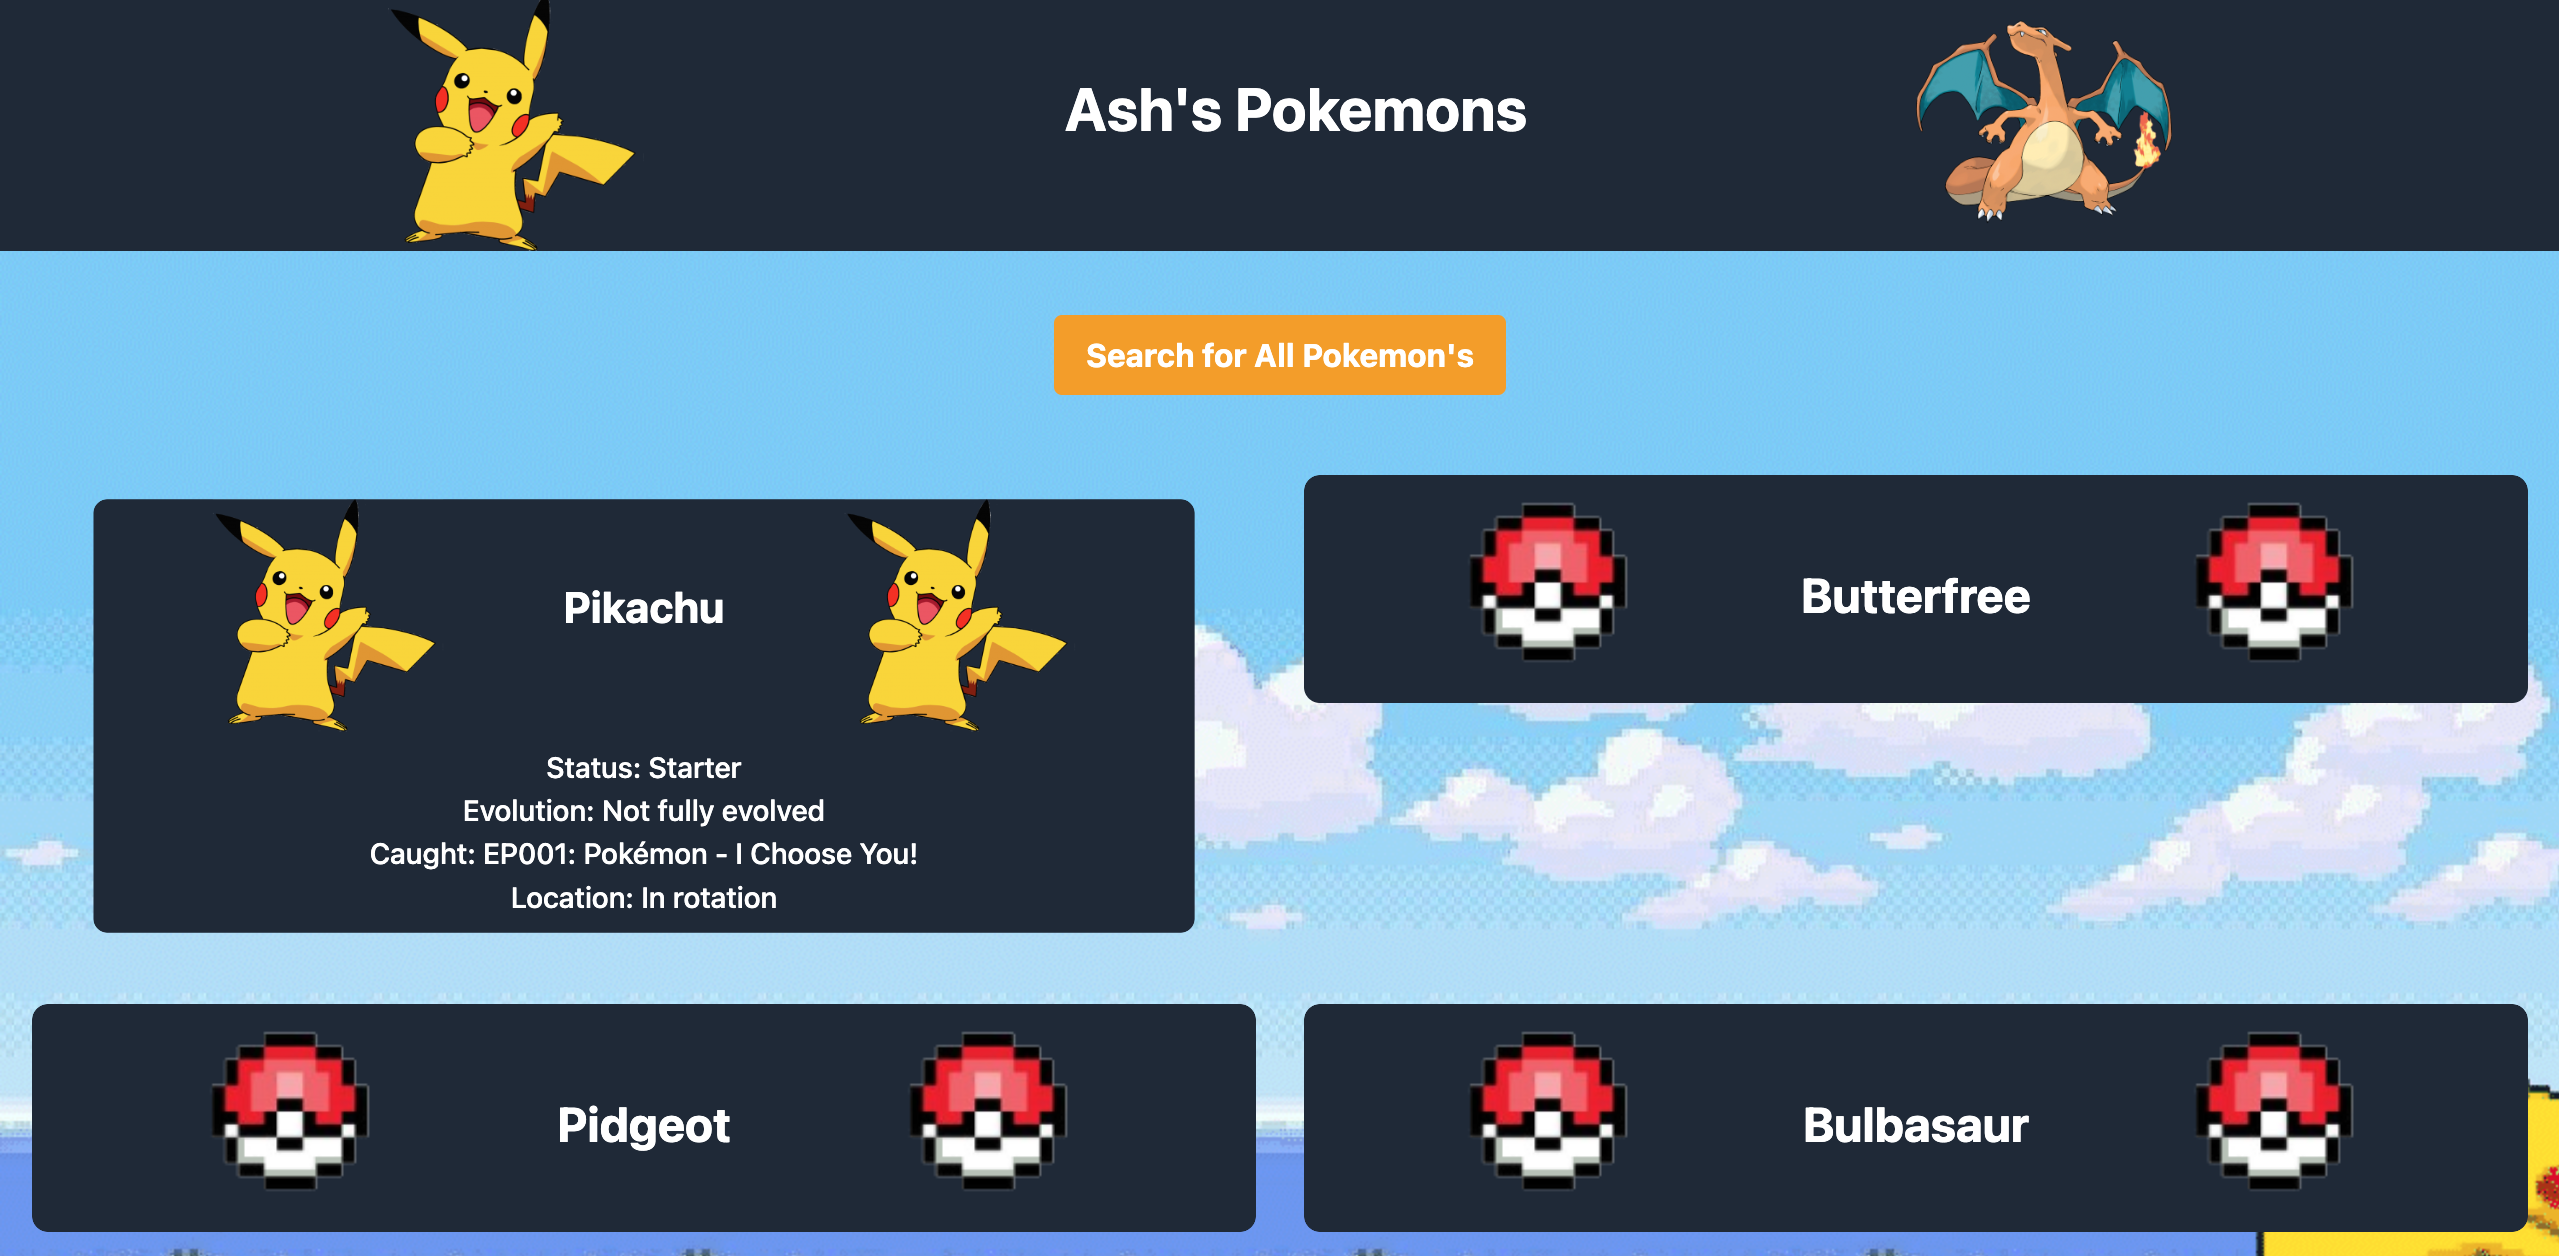 Ash's Pokemons
Search for All Pokemon's
Pikachu
Status: Starter
Evolution: Not fully evolved
Caught: EP001: Pokémon - I Choose You!
Location: In rotation
Butterfree
Pidgeot
Bulbasaur